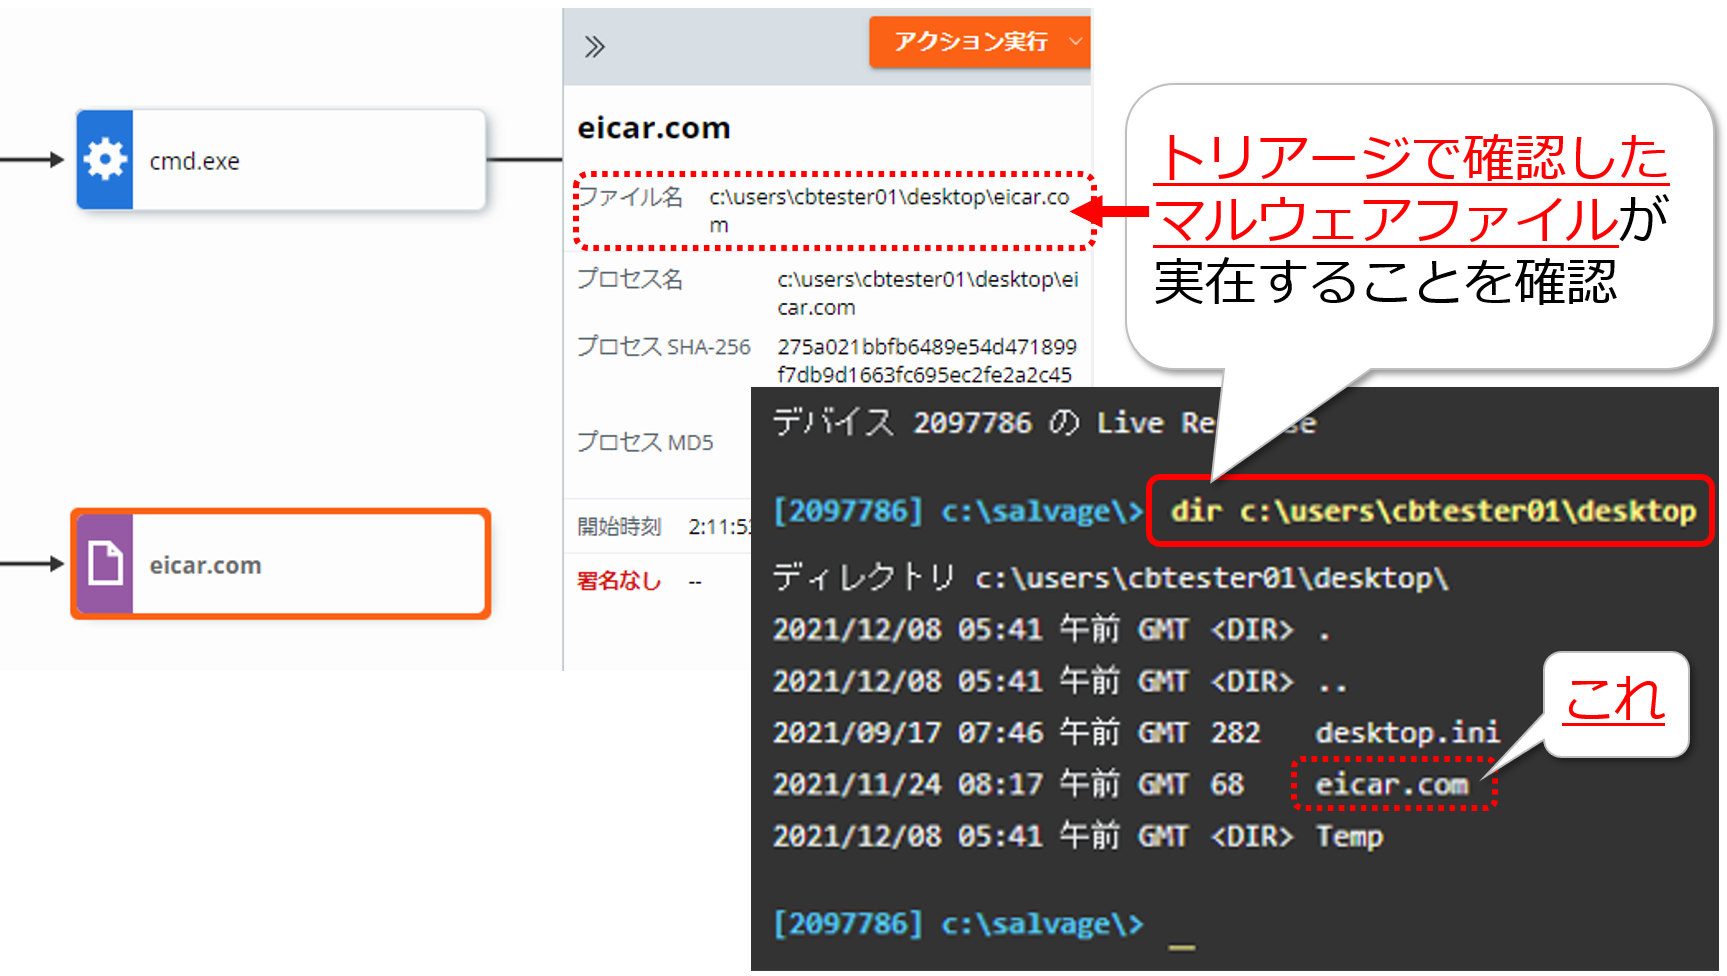 アクション実行
cmd.exe
eicar.com
ファイル名 c:\users\cbtester01\desktop\eicar.co
m
プロセス名 c:\users\cbtester01\desktop\ei
car.com
プロセス SHA-256 275a021bbfb6489e54d471899
f7db9d1663fc695ec2fe2a2c45
プロセス MD5
開始時刻 2:11:53
署名なし --
eicar.com
トリアージで確認した
マルウェアファイルが
実在することを確認
デバイス 2097786 の Live Re se
[2097786] c:\salvage\> dir c:\users\cbtester01\desktop
ディレクトリ c:\users\cbtester01\desktop\
2021/12/08 05:41 午前 GMT <DIR> .
2021/12/08 05:41 午前 GMT <DIR> ..
2021/09/17 07:46 午前 GMT 282 desktop.ini
2021/11/24 08:17 午前 GMT 68 eicar.com
2021/12/08 05:41 午前 GMT <DIR> Temp
これ
[2097786] c:\salvage\> _